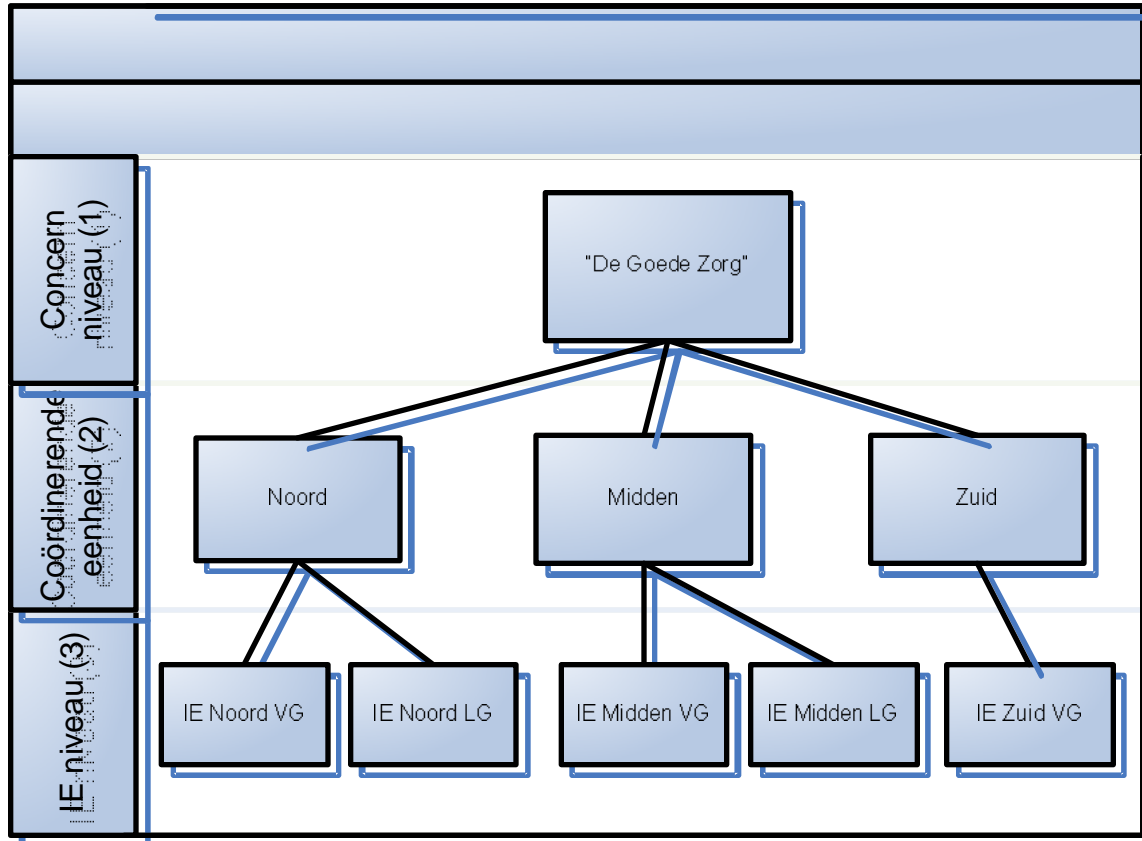 Concern
niveau (1)
"De Goede Zorg"
Coördinerende
eenheid (2)
Noord
Midden
Zuid
IE niveau (3)
IE Noord VG
IE Noord LG
IE Midden VG
IE Midden LG
IE Zuid VG